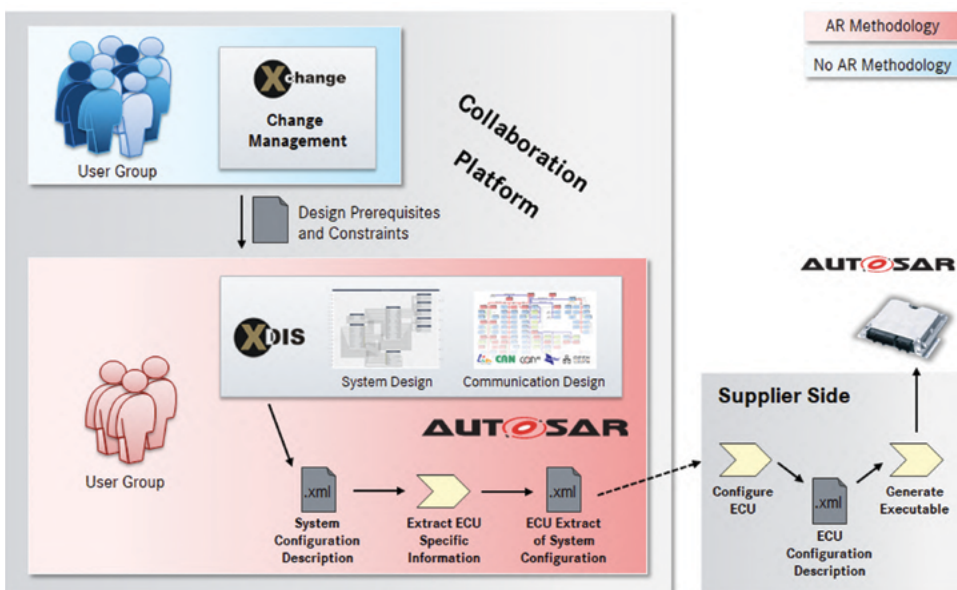 AR Methodology
No AR Methodology
Xchange
Change
Management
User Group
Collaboration
Platform
Design Prerequisites
and Constraints
XDIS
CAN
System Design
Communication Design
AUTOSAR
User Group
.xml
.xml
System
Configuration
Description
Extract ECU
Specific
Information
ECU Extract
of System
Configuration
AUTOSAR
Supplier Side
Configure
ECU
.xml
Generate
Executable
ECU
Configuration
Description